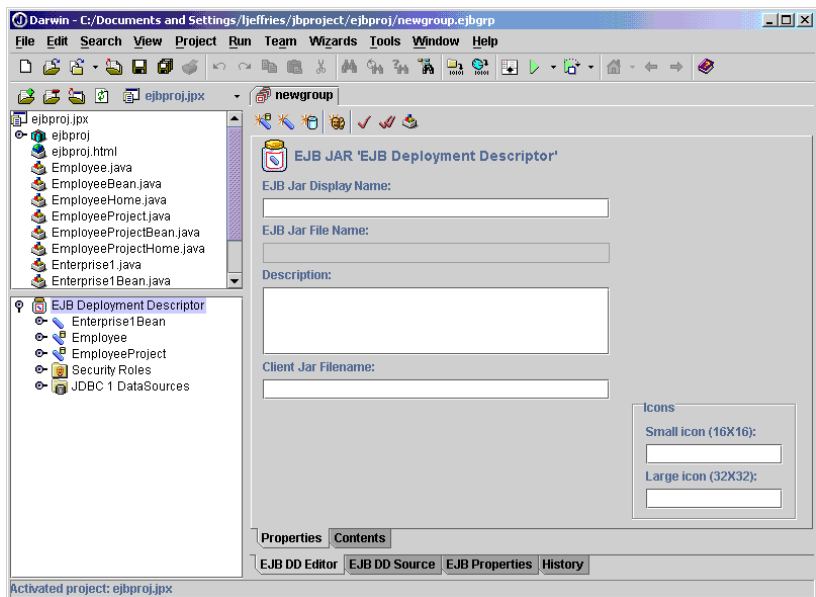 Darwin - C:/Documents and Settings/ljeffries/jbproject/ejbproj/newgroup.ejbgrp
File Edit Search View Project Run Team Wizards Tools Window Help
ejbproj.jpx
newgroup
ejbproj.jpx
ejbproj
ejbproj.html
Employee.java
EmployeeBean.java
EmployeeHome.java
EmployeeProject.java
EmployeeProjectBean.java
EmployeeProjectHome.java
Enterprise1.java
Enterprise1Bean.java
EJB Deployment Descriptor
Enterprise1Bean
Employee
EmployeeProject
Security Roles
JDBC 1 DataSources
EJB JAR 'EJB Deployment Descriptor'
EJB Jar Display Name:
EJB Jar File Name:
Description:
Client Jar Filename:
Icons
Small icon (16X16):
Large icon (32X32):
Properties Contents
EJB DD Editor EJB DD Source EJB Properties History
Activated project: ejbproj.jpx